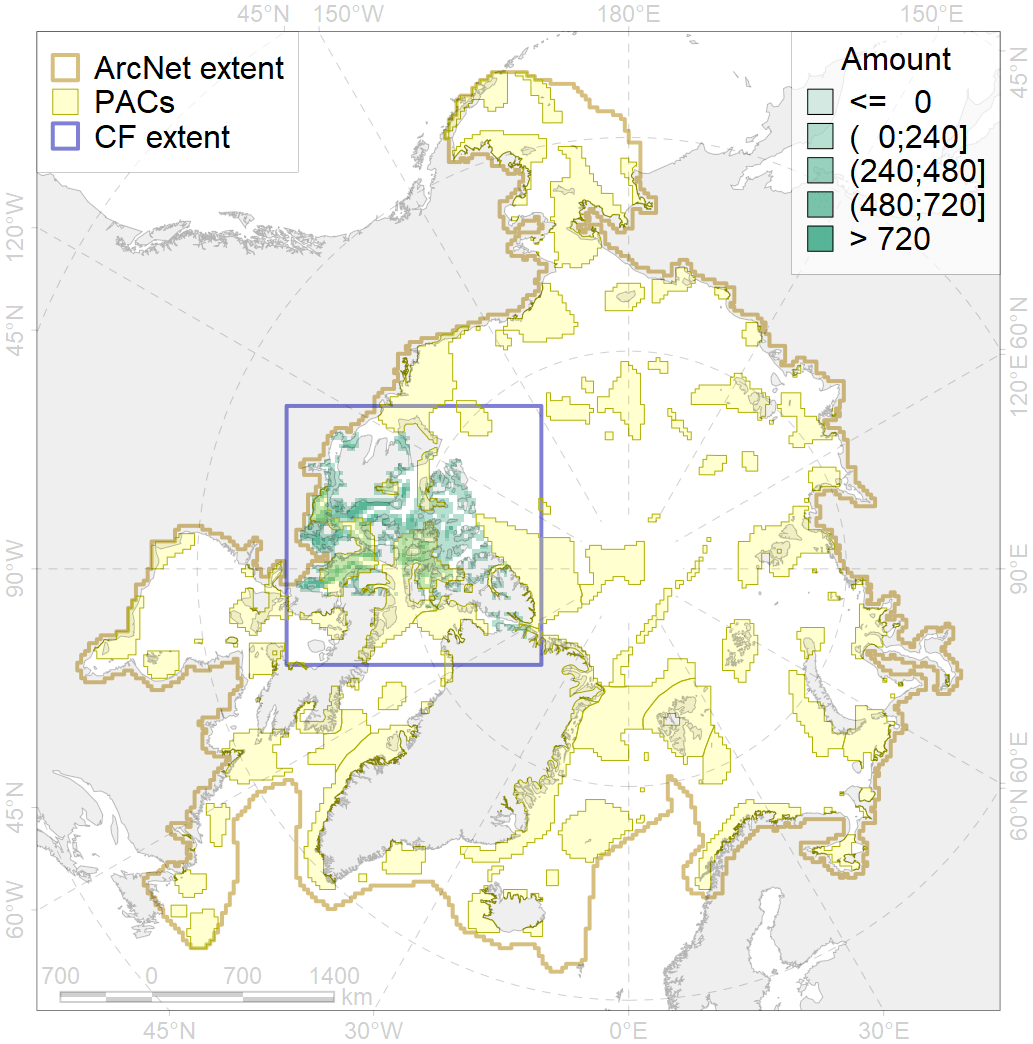 45°N 150°W 180°E 150°E
ArcNet extent
PACs
CF extent
Amount
<= 0
( 0;240]
(240;480]
(480;720]
> 720
45°N
120°W
60°N
45°N
120°E
90°W
90°E
60°E
45°N
60°N
60°W
700 0 700 1400
km
45°N 30°W 0°E 30°E